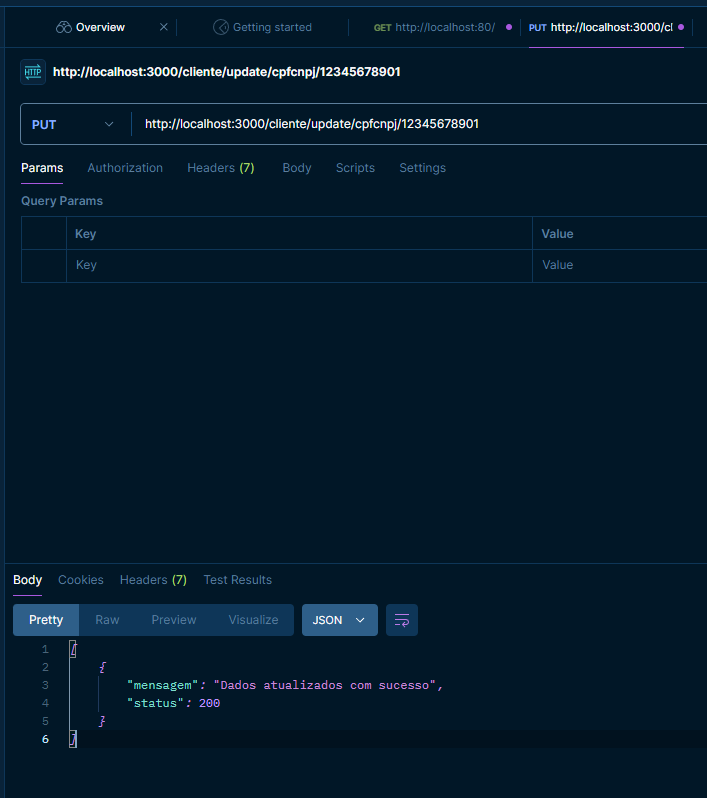 Overview
Getting started
GET http://localhost:80/
PUT http://localhost:3000/cl
HTTP http://localhost:3000/cliente/update/cpfcnpj/12345678901
PUT http://localhost:3000/cliente/update/cpfcnpj/12345678901
Params Authorization Headers (7) Body Scripts Settings
Query Params
Key Value
Key Value
Body Cookies Headers (7) Test Results
Pretty Raw Preview Visualize JSON
1 [
2 {
3 "mensagem": "Dados atualizados com sucesso",
4 "status": 200
5 }
6 ]